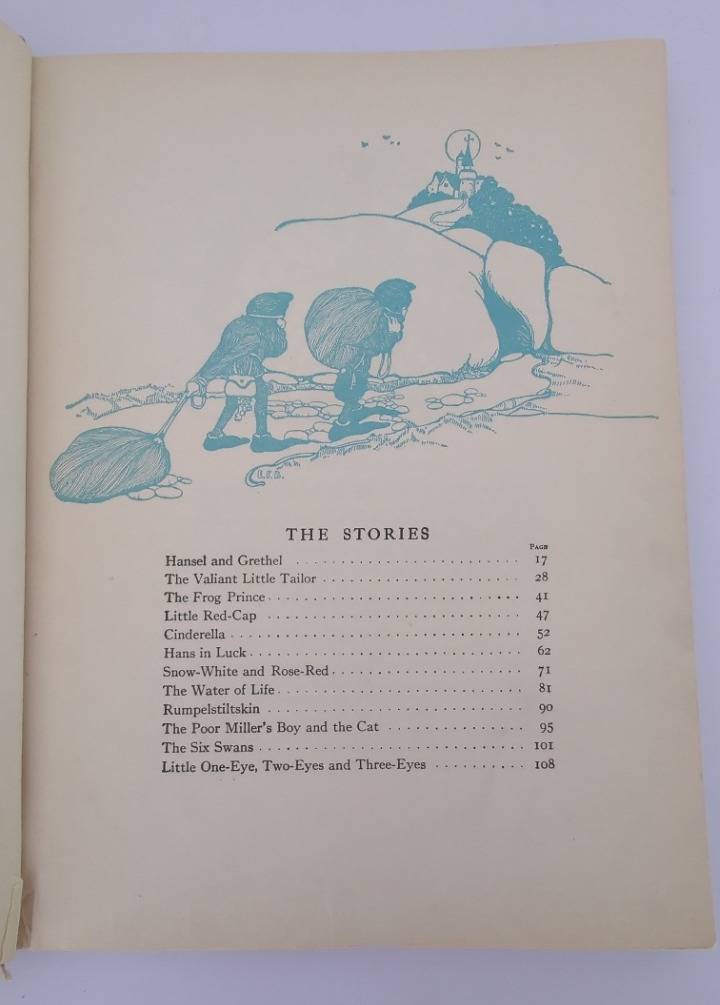 L.F.B.
THE STORIES
PAGE
Hansel and Grethel . . . . . . . . . . . . . . . . . . . . . . . . 17
The Valiant Little Tailor . . . . . . . . . . . . . . . . . . . . . 28
The Frog Prince . . . . . . . . . . . . . . . . . . . . . . . . . . 41
Little Red-Cap . . . . . . . . . . . . . . . . . . . . . . . . . . 47
Cinderella . . . . . . . . . . . . . . . . . . . . . . . . . . . . . 52
Hans in Luck . . . . . . . . . . . . . . . . . . . . . . . . . . . . 62
Snow-White and Rose-Red . . . . . . . . . . . . . . . . . . . . 71
The Water of Life . . . . . . . . . . . . . . . . . . . . . . . . . 81
Rumpelstiltskin . . . . . . . . . . . . . . . . . . . . . . . . . . 90
The Poor Miller's Boy and the Cat . . . . . . . . . . . . . . . 95
The Six Swans . . . . . . . . . . . . . . . . . . . . . . . . . . . 101
Little One-Eye, Two-Eyes and Three-Eyes . . . . . . . . . . 108